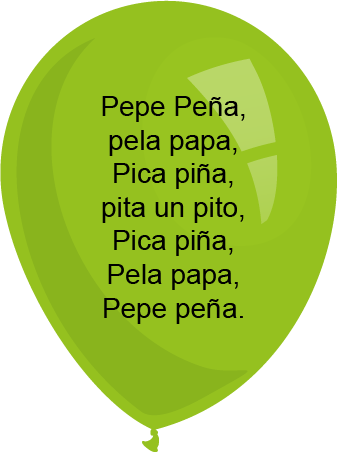 Pepe Peña,
pela papa,
Pica piña,
pita un pito,
Pica piña,
Pela papa,
Pepe peña.